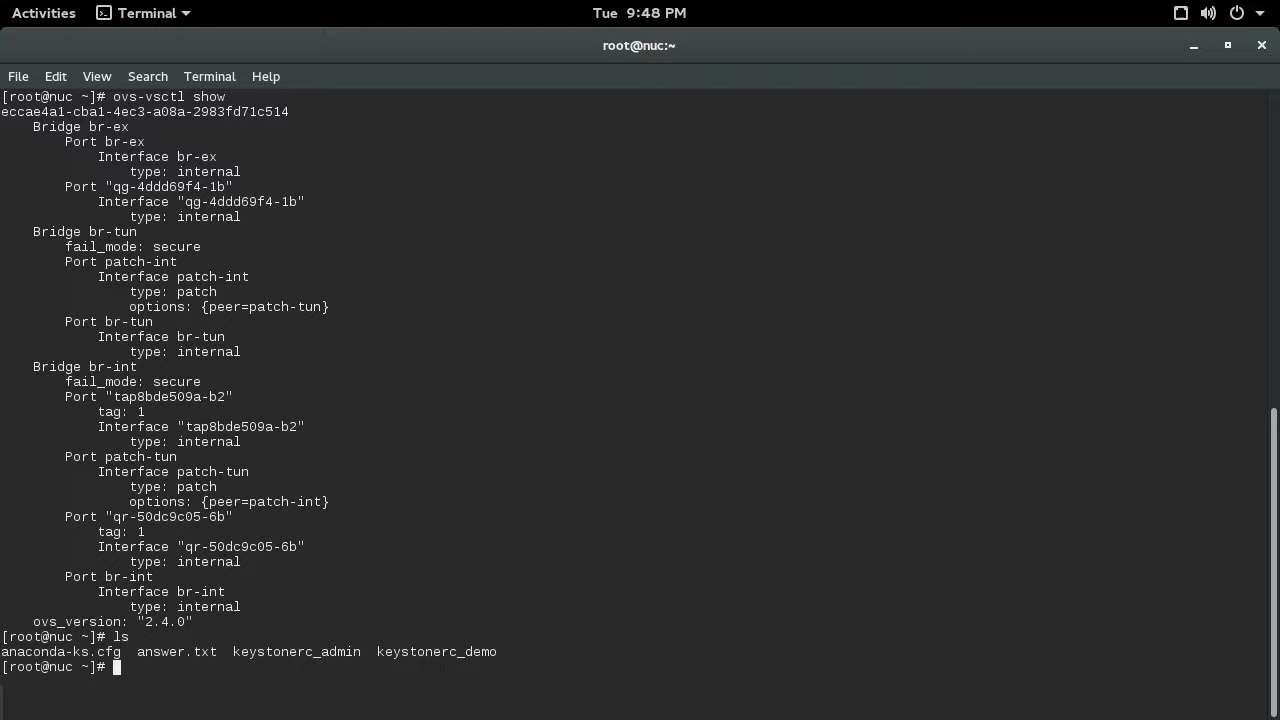 Activities Terminal Tue 9:48 PM
root@nuc:~
File Edit View Search Terminal Help
[root@nuc ~]# ovs-vsctl show
eccae4a1-cba1-4ec3-a08a-2983fd71c514
    Bridge br-ex
        Port br-ex
            Interface br-ex
                type: internal
        Port "qg-4ddd69f4-1b"
            Interface "qg-4ddd69f4-1b"
                type: internal
    Bridge br-tun
        fail_mode: secure
        Port patch-int
            Interface patch-int
                type: patch
                options: {peer=patch-tun}
        Port br-tun
            Interface br-tun
                type: internal
    Bridge br-int
        fail_mode: secure
        Port "tap8bde509a-b2"
            tag: 1
            Interface "tap8bde509a-b2"
                type: internal
        Port patch-tun
            Interface patch-tun
                type: patch
                options: {peer=patch-int}
        Port "qr-50dc9c05-6b"
            tag: 1
            Interface "qr-50dc9c05-6b"
                type: internal
        Port br-int
            Interface br-int
                type: internal
    ovs_version: "2.4.0"
[root@nuc ~]# ls
anaconda-ks.cfg  answer.txt  keystonerc_admin  keystonerc_demo
[root@nuc ~]#